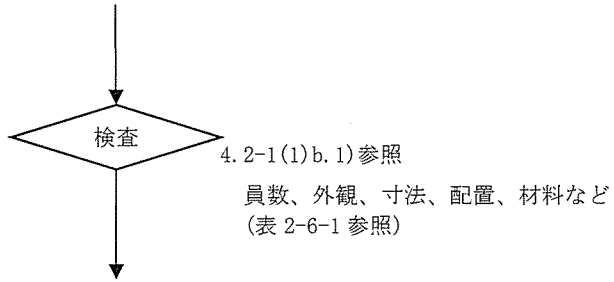 検査
4.2-1(1)b.1)参照
員数、外観、寸法、配置、材料など
(表 2-6-1 参照)